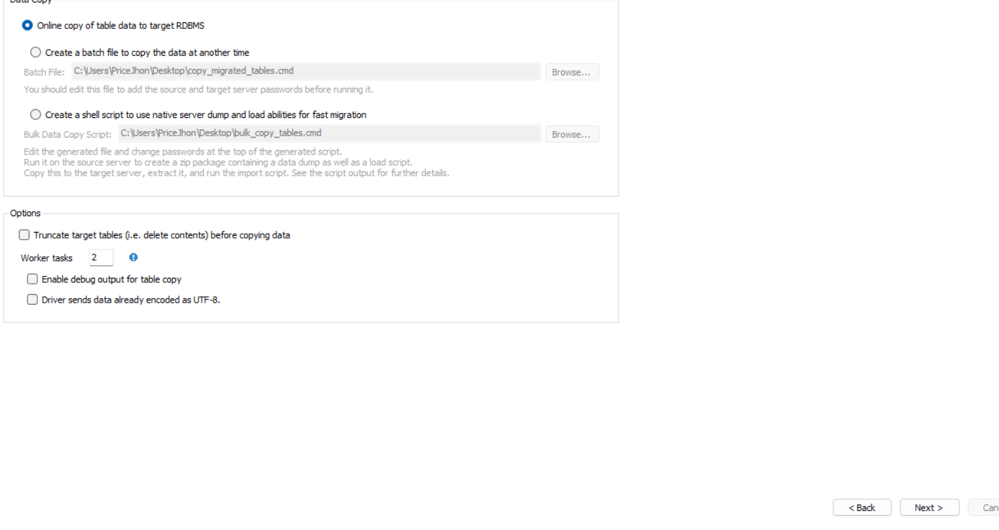 Data Copy
Online copy of table data to target RDBMS
Create a batch file to copy the data at another time
Batch File: C:\Users\PriceJhon\Desktop\copy_migrated_tables.cmd Browse...
You should edit this file to add the source and target server passwords before running it.
Create a shell script to use native server dump and load abilities for fast migration
Bulk Data Copy Script: C:\Users\PriceJhon\Desktop\bulk_copy_tables.cmd Browse...
Edit the generated file and change passwords at the top of the generated script.
Run it on the source server to create a zip package containing a data dump as well as a load script.
Copy this to the target server, extract it, and run the import script. See the script output for further details.
Options
Truncate target tables (i.e. delete contents) before copying data
Worker tasks 2
Enable debug output for table copy
Driver sends data already encoded as UTF-8.
< Back Next > Can